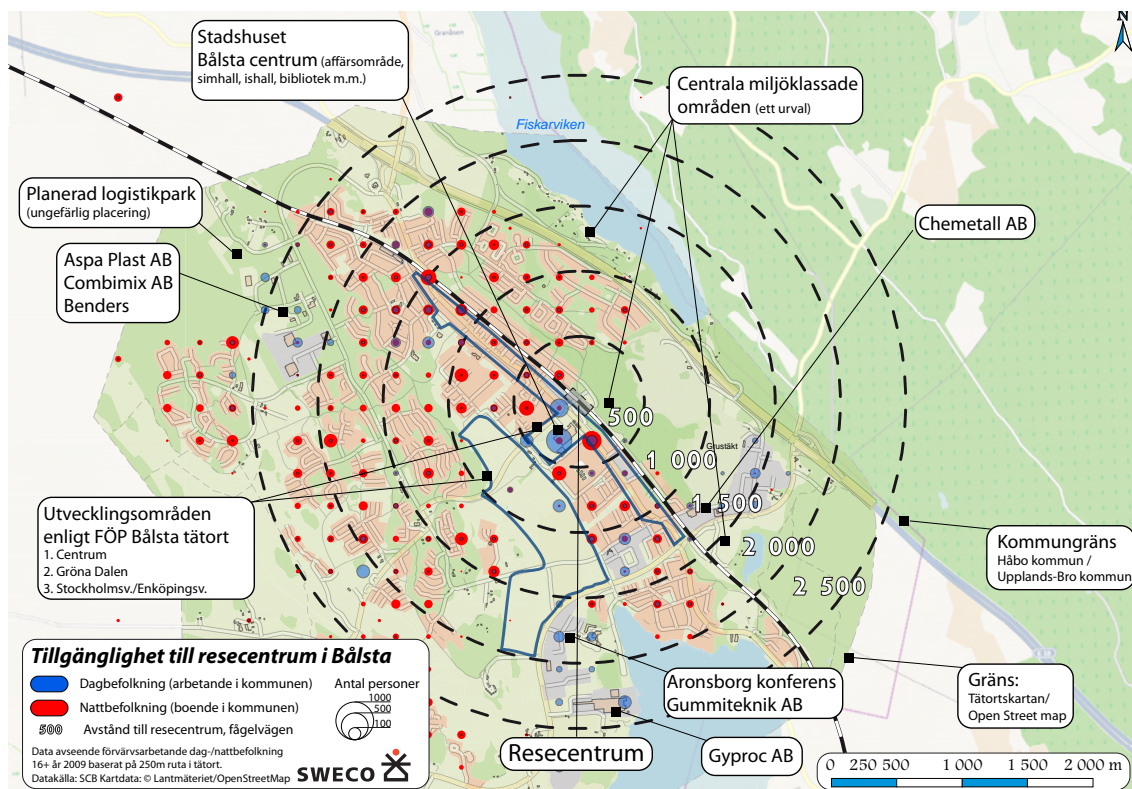 Stadshuset
Bålsta centrum (affärsområde,
simhall, ishall, bibliotek m.m.)
Centrala miljöklassade
områden (ett urval)
N
Granåsen
Fiskarviken
Planerad logistikpark
(ungefärlig placering)
Chemetall AB
Aspa Plast AB
Combimix AB
Benders
500
Grustäkt
1 000
1 500
2 000
2 500
Utvecklingsområden
enligt FÖP Bålsta tätort
1. Centrum
2. Gröna Dalen
3. Stockholmsv./Enköpingsv.
Kommungräns
Håbo kommun /
Upplands-Bro kommun
Tillgänglighet till resecentrum i Bålsta
Dagbefolkning (arbetande i kommunen)
Nattbefolkning (boende i kommunen)
500 Avstånd till resecentrum, fågelvägen
Antal personer
1000
500
100
Data avseende förvärvsarbetande dag-/nattbefolkning
16+ år 2009 baserat på 250m ruta i tätort.
Datakälla: SCB Kartdata: © Lantmäteriet/OpenStreetMap
SWECO
Aronsborg konferens
Gummiteknik AB
Gräns:
Tätortskartan/
Open Street map
Resecentrum
Gyproc AB
0 250 500 1 000 1 500 2 000 m